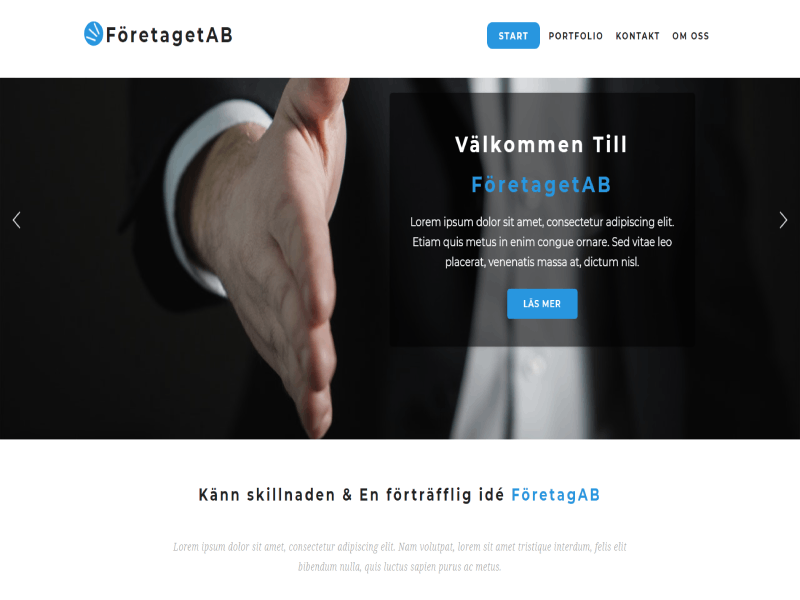 FöretagetAB
START PORTFOLIO KONTAKT OM OSS
Välkommen Till
FöretagetAB
Lorem ipsum dolor sit amet, consectetur adipiscing elit.
Etiam quis metus in enim congue ornare. Sed vitae leo
placerat, venenatis massa at, dictum nisl.
LÄS MER
Känn skillnaden & En förträfflig idé FöretagAB
Lorem ipsum dolor sit amet, consectetur adipiscing elit. Nam volutpat, lorem sit amet tristique interdum, felis elit
bibendum nulla, quis luctus sapien purus ac metus.